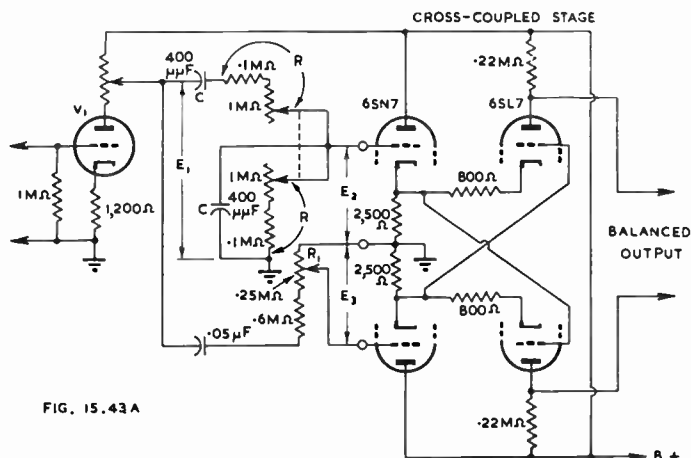 CROSS-COUPLED STAGE
400
μμF
.1MΩ
R
C
.22MΩ
6SN7
6SL7
V₁
1MΩ
E₁
1MΩ
400
μμF
C
E₂
800Ω
1MΩ
1,200Ω
R
.1MΩ
2,500
Ω
BALANCED
OUTPUT
R₁
.25MΩ
E₃
2,500
Ω
800Ω
.6MΩ
.05μF
FIG. 15.43A
.22MΩ
B+